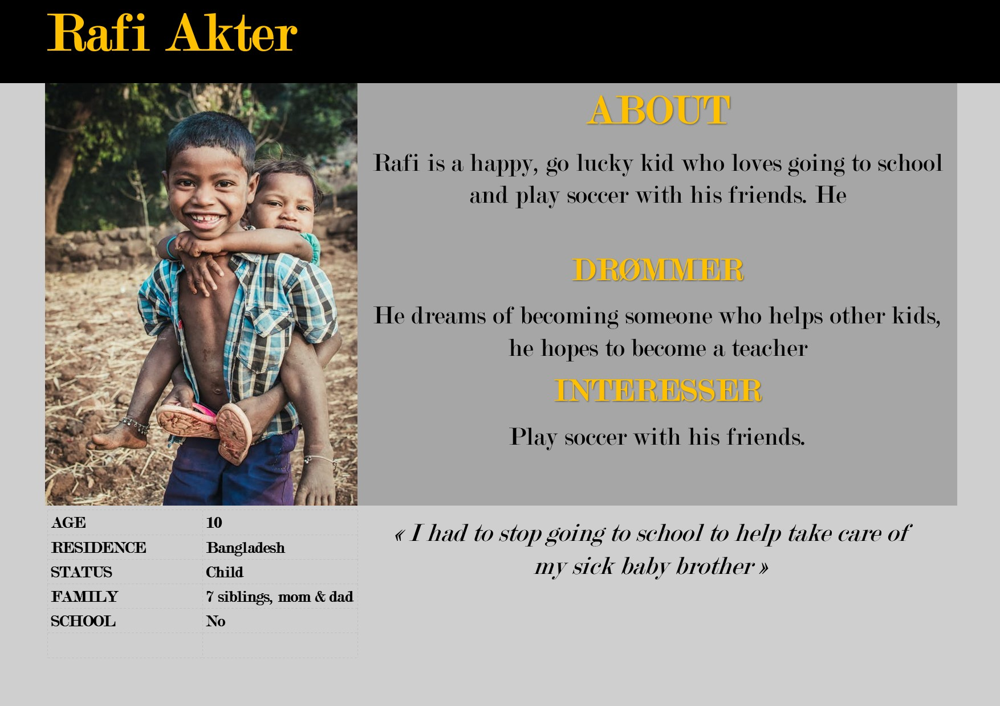 Rafi Akter
ABOUT
Rafi is a happy, go lucky kid who loves going to school
and play soccer with his friends. He
DRØMMER
He dreams of becoming someone who helps other kids,
he hopes to become a teacher
INTERESSER
Play soccer with his friends.
AGE 10
RESIDENCE Bangladesh
STATUS Child
FAMILY 7 siblings, mom & dad
SCHOOL No
« I had to stop going to school to help take care of
my sick baby brother »